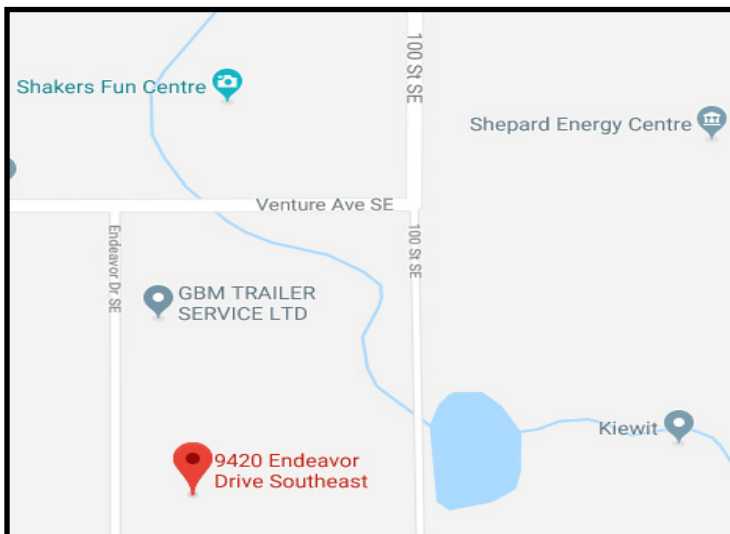 100 St SE
Shakers Fun Centre
Shepard Energy Centre
Venture Ave SE
Endeavor Dr SE
100 St SE
GBM TRAILER
SERVICE LTD
Kiewit
9420 Endeavor
Drive Southeast